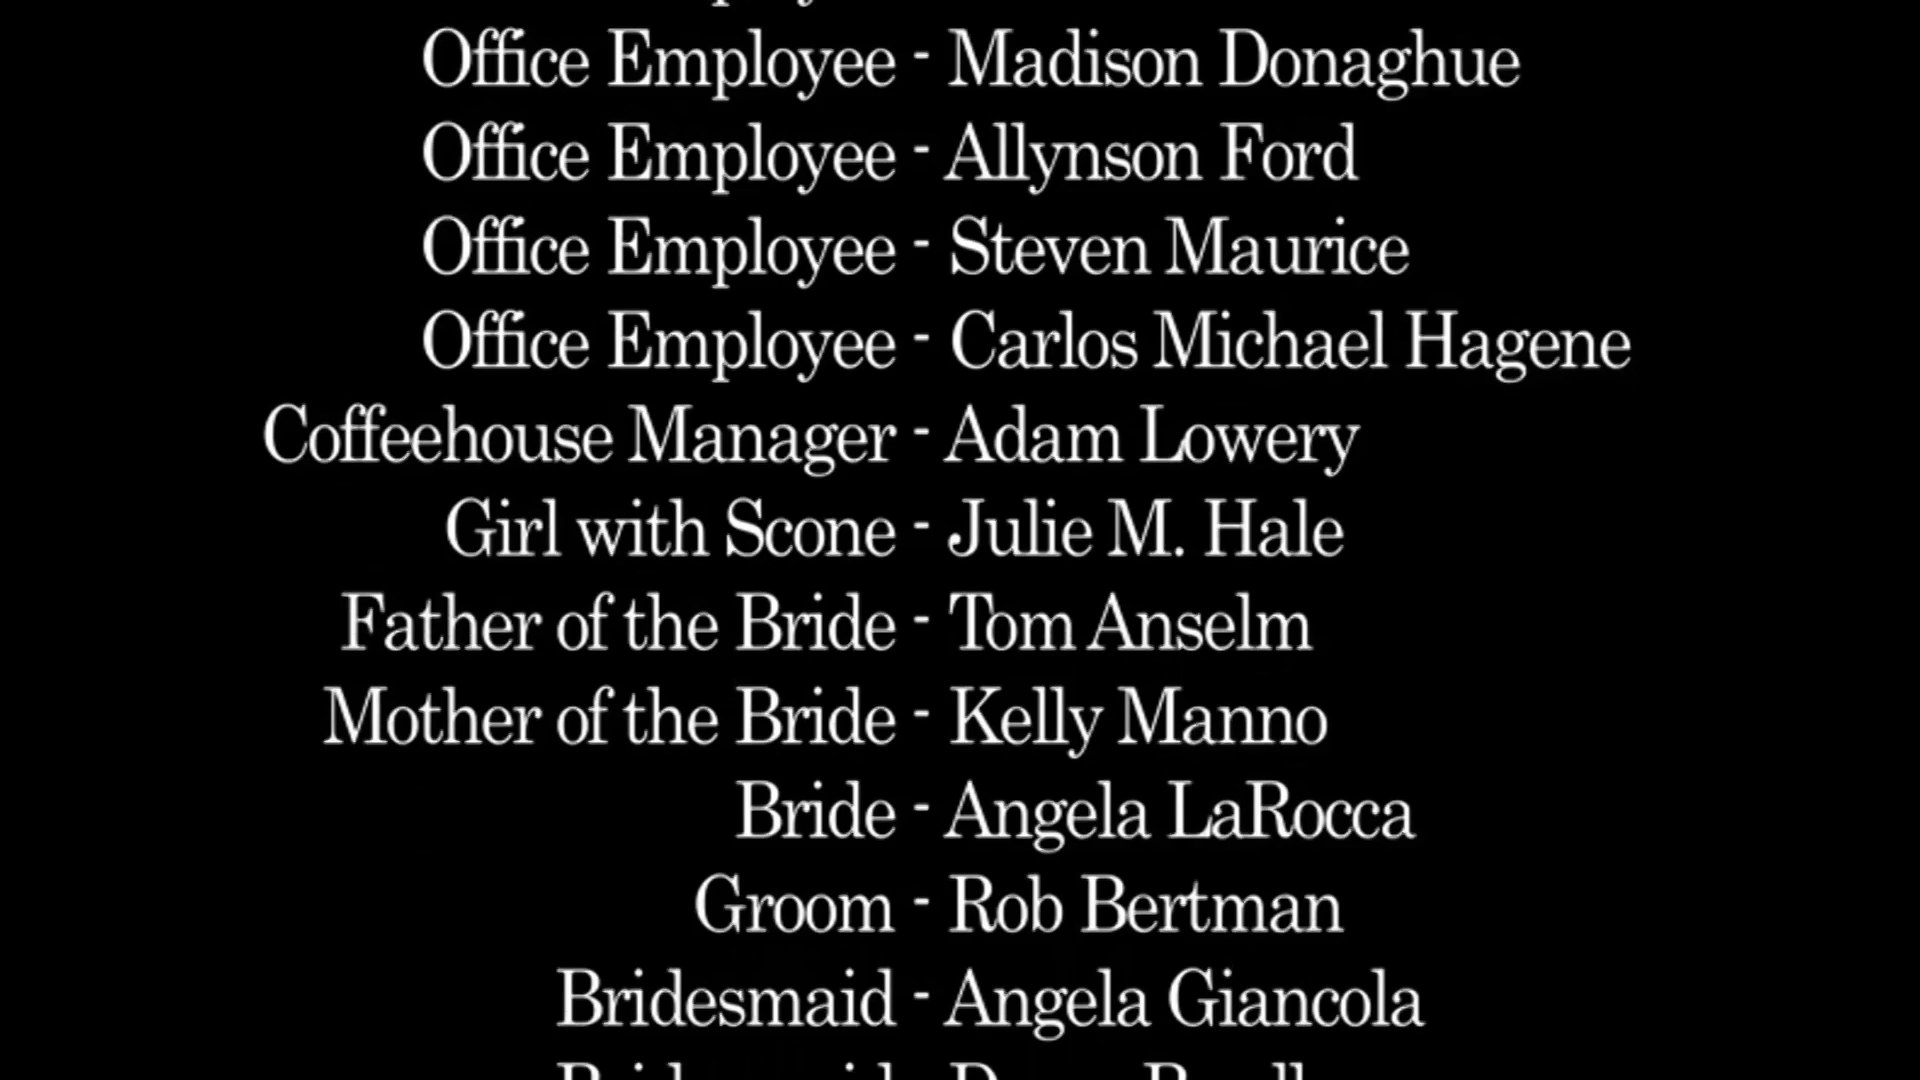 Office Employee - Madison Donaghue
Office Employee - Allynson Ford
Office Employee - Steven Maurice
Office Employee - Carlos Michael Hagene
Coffeehouse Manager - Adam Lowery
Girl with Scone - Julie M. Hale
Father of the Bride - Tom Anselm
Mother of the Bride - Kelly Manno
Bride - Angela LaRocca
Groom - Rob Bertman
Bridesmaid - Angela Giancola